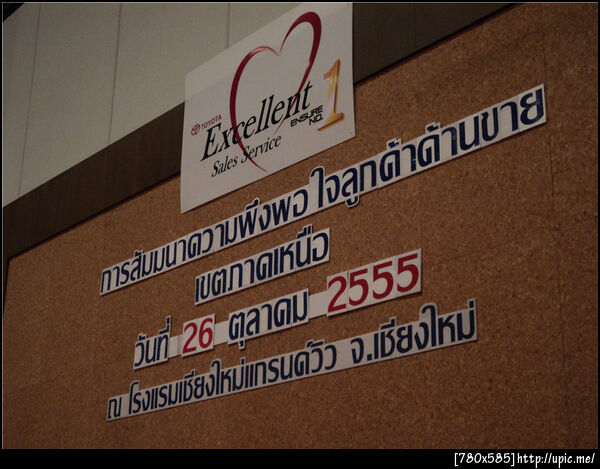 TOYOTA
Excellent
Sales Service
ENSURE
NO. 1
การสัมมนาความพึงพอใจลูกค้าด้านขาย
เขตภาคเหนือ
วันที่ 26 ตุลาคม 2555
ณ โรงแรมเชียงใหม่แกรนด์วิว จ.เชียงใหม่
[780x585]http://upic.me/